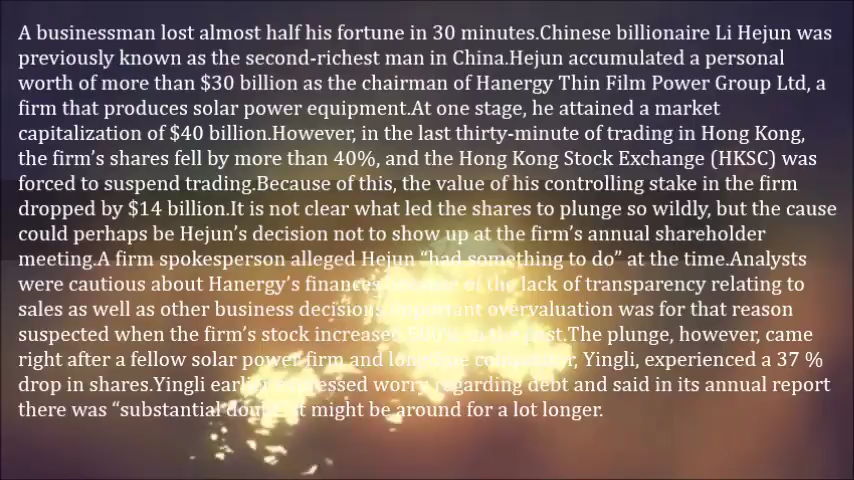 A businessman lost almost half his fortune in 30 minutes.Chinese billionaire Li Hejun was
previously known as the second-richest man in China.Hejun accumulated a personal
worth of more than $30 billion as the chairman of Hanergy Thin Film Power Group Ltd, a
firm that produces solar power equipment.At one stage, he attained a market
capitalization of $40 billion.However, in the last thirty-minute of trading in Hong Kong,
the firm’s shares fell by more than 40%, and the Hong Kong Stock Exchange (HKSC) was
forced to suspend trading.Because of this, the value of his controlling stake in the firm
dropped by $14 billion.It is not clear what led the shares to plunge so wildly, but the cause
could perhaps be Hejun’s decision not to show up at the firm’s annual shareholder
meeting.A firm spokesperson alleged Hejun “had something to do” at the time.Analysts
were cautious about Hanergy’s finances of the lack of transparency relating to
sales as well as other business decisions overvaluation was for that reason
suspected when the firm’s stock increased The plunge, however, came
right after a fellow solar power firm and Yingli, experienced a 37 %
drop in shares.Yingli earlier expressed worry regarding debt and said in its annual report
there was “substantial doubt” it might be around for a lot longer.